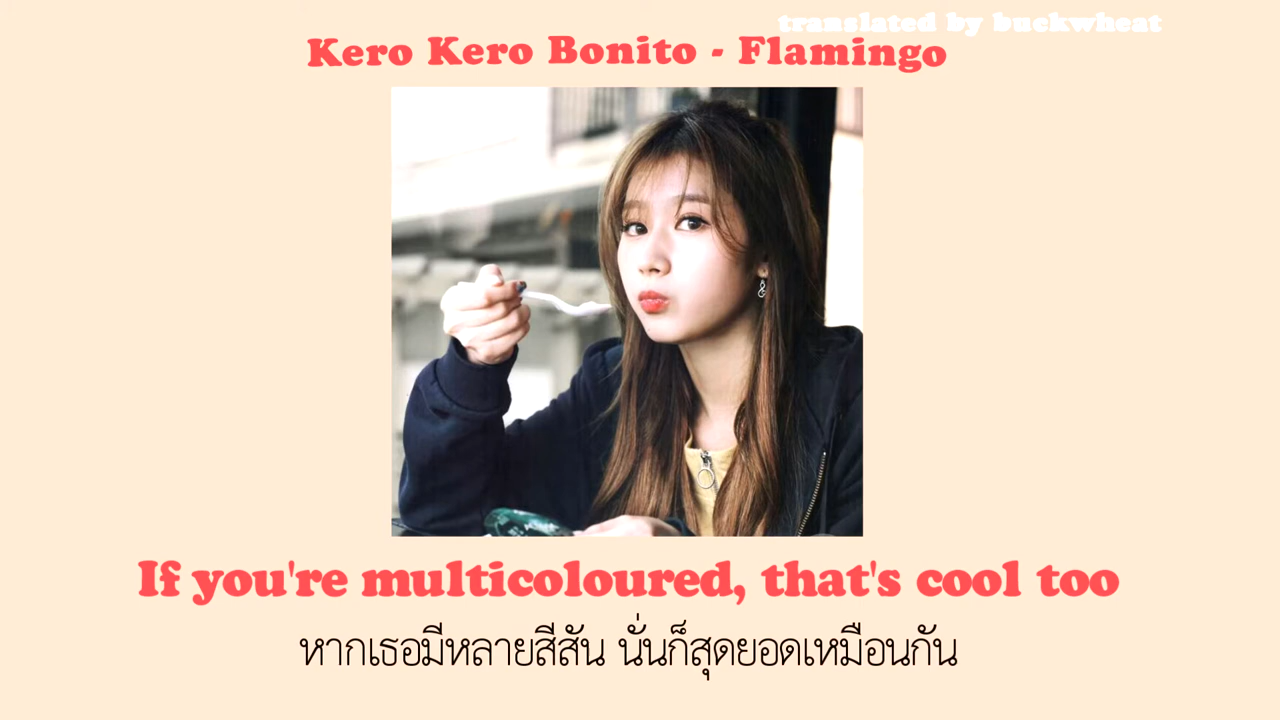 translated by buckwheat
Kero Kero Bonito - Flamingo
If you're multicoloured, that's cool too
หากเธอมีหลายสีสัน นั่นก็สุดยอดเหมือนกัน